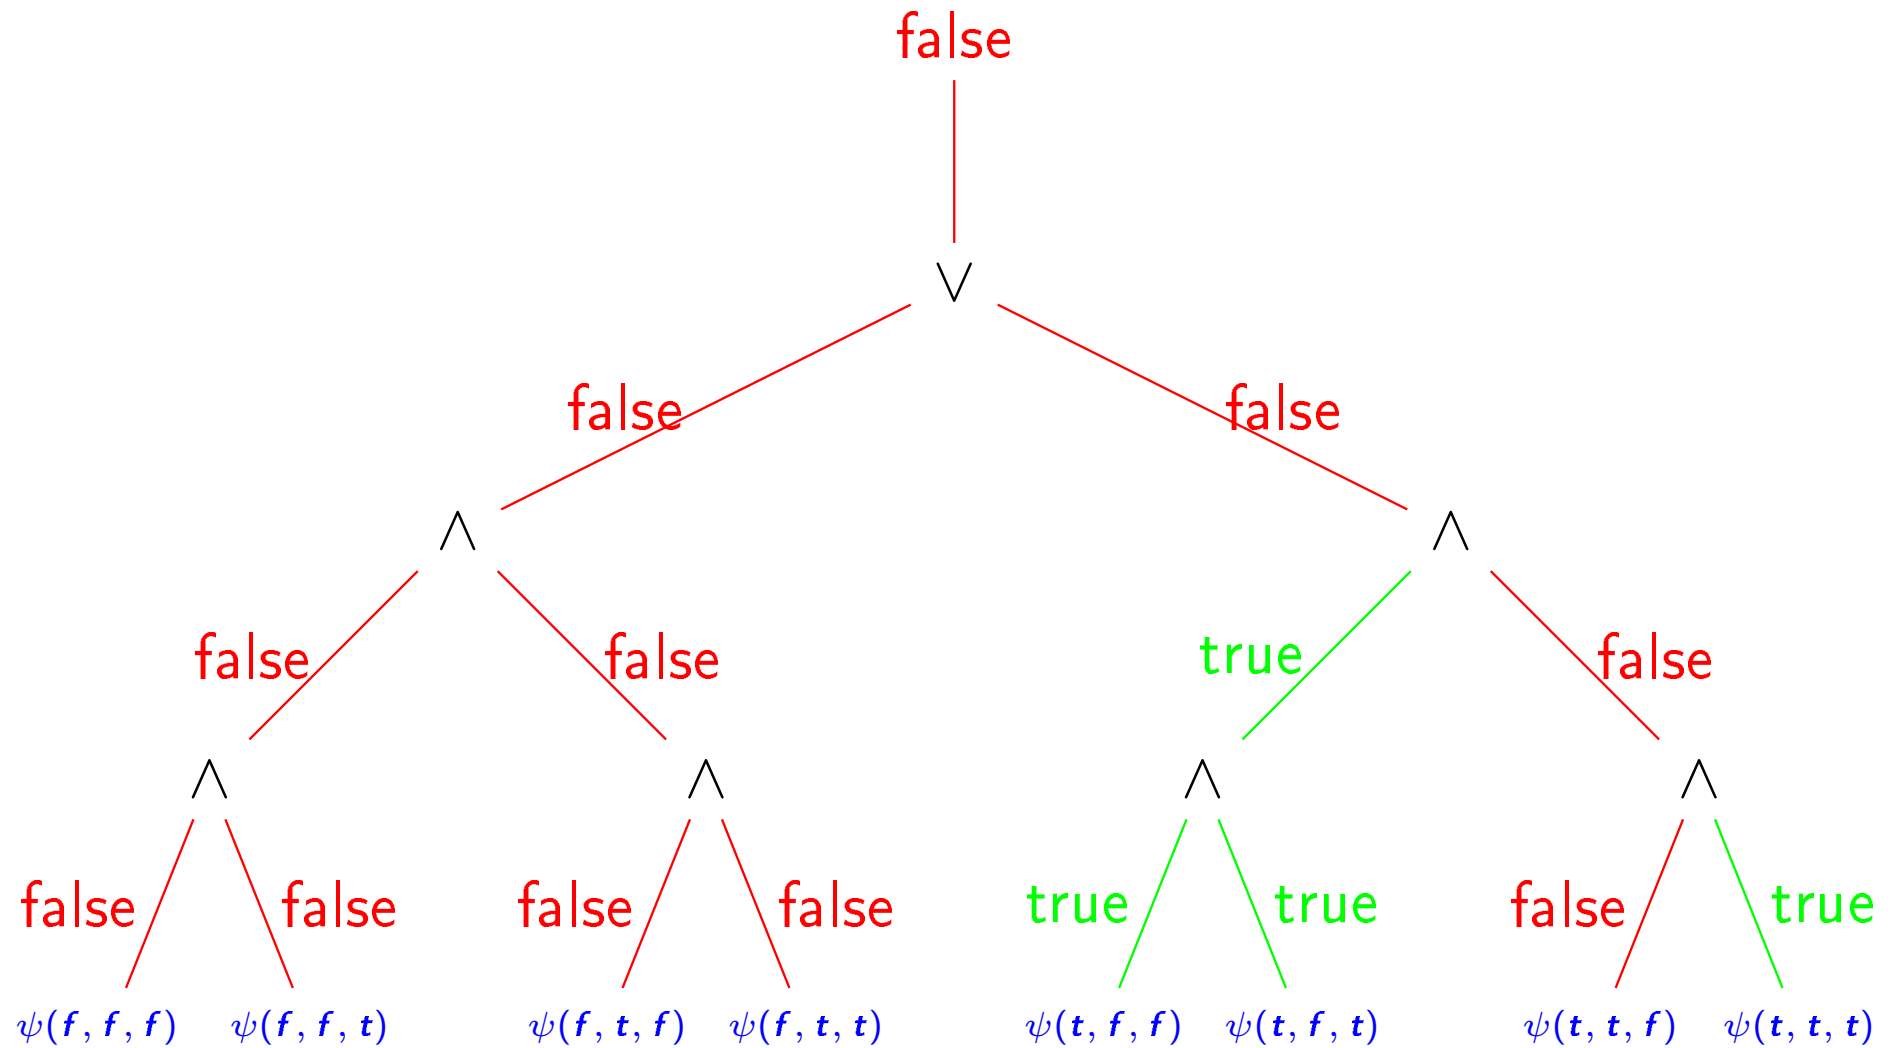 false
∨
false false
∧ ∧
false false true false
∧ ∧ ∧ ∧
false false false false true true false true
ψ(f, f, f) ψ(f, f, t) ψ(f, t, f) ψ(f, t, t) ψ(t, f, f) ψ(t, f, t) ψ(t, t, f) ψ(t, t, t)